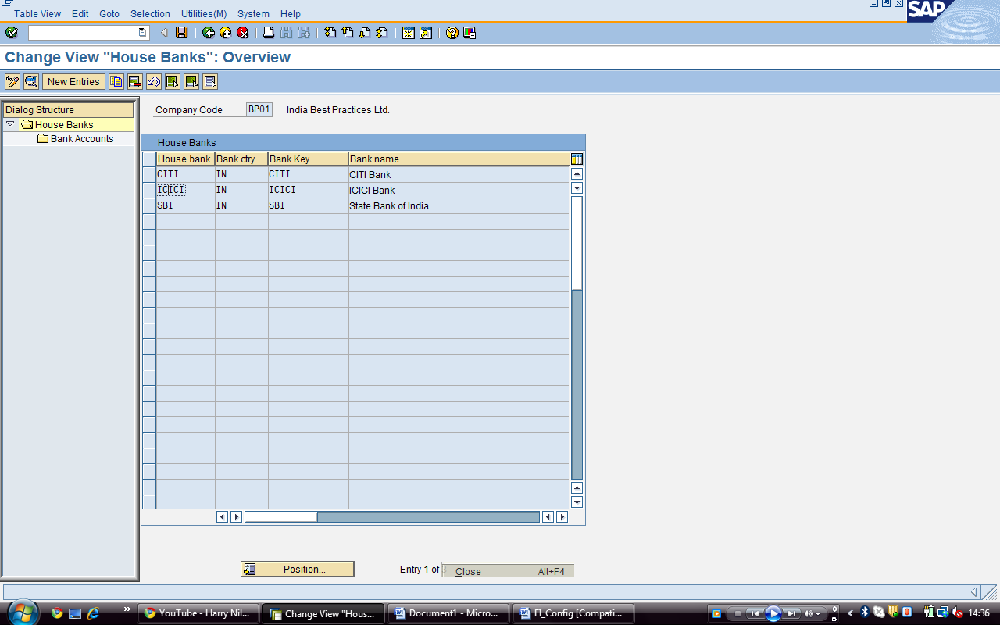 Table View Edit Goto Selection Utilities(M) System Help
SAP
Change View "House Banks": Overview
New Entries
Dialog Structure
House Banks
Bank Accounts
Company Code BP01 India Best Practices Ltd.
House Banks
House bank Bank ctry. Bank Key Bank name
CITI IN CITI CITI Bank
ICICI IN ICICI ICICI Bank
SBI IN SBI State Bank of India
Position...
Entry 1 of
Close Alt+F4
YouTube - Harry Nil...
Change View "Hous...
Document1 - Micro...
FI_Config [Compati...
14:36